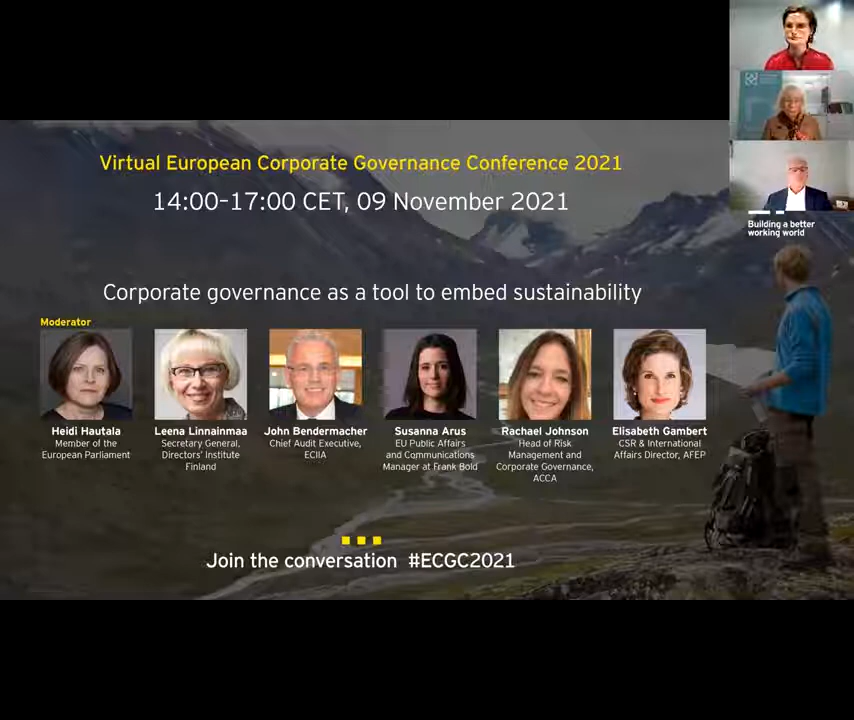 Virtual European Corporate Governance Conference 2021
14:00–17:00 CET, 09 November 2021
Building a better
working world
Corporate governance as a tool to embed sustainability
Moderator
Heidi Hautala
Member of the
European Parliament
Leena Linnainmaa
Secretary General,
Directors' Institute
Finland
John Bendermacher
Chief Audit Executive,
ECIIA
Susanna Arus
EU Public Affairs
and Communications
Manager at Frank Bold
Rachael Johnson
Head of Risk
Management and
Corporate Governance,
ACCA
Elisabeth Gambert
CSR & International
Affairs Director, AFEP
Join the conversation #ECGC2021